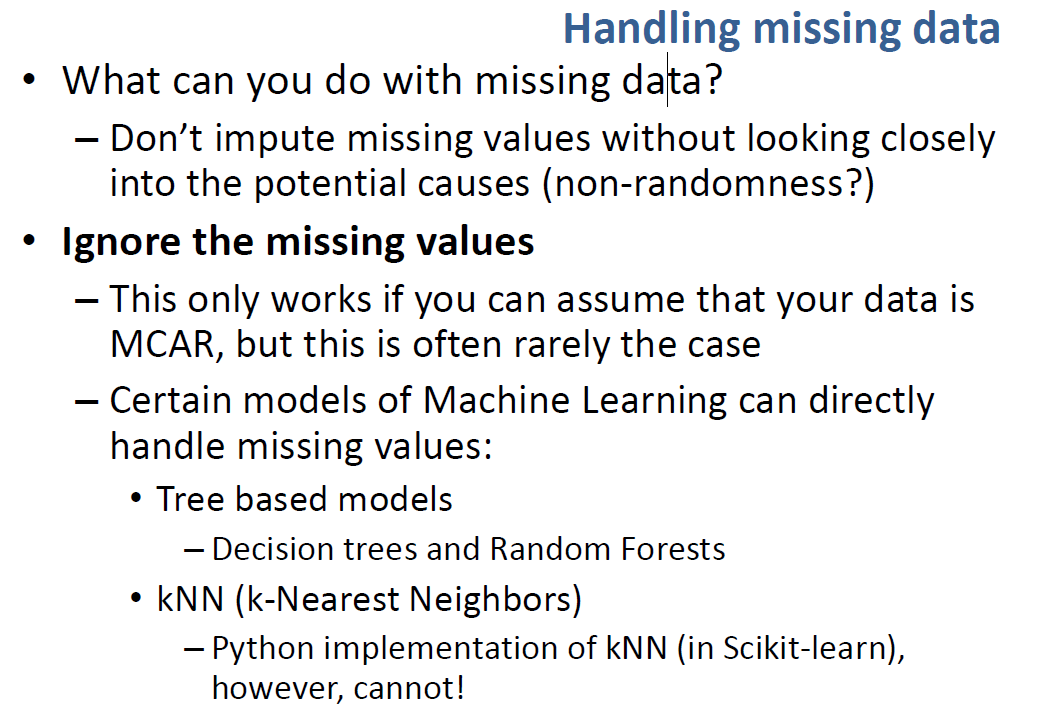 Handling missing data
• What can you do with missing data?
– Don’t impute missing values without looking closely
into the potential causes (non-randomness?)
• Ignore the missing values
– This only works if you can assume that your data is
MCAR, but this is often rarely the case
– Certain models of Machine Learning can directly
handle missing values:
• Tree based models
– Decision trees and Random Forests
• kNN (k-Nearest Neighbors)
– Python implementation of kNN (in Scikit-learn),
however, cannot!